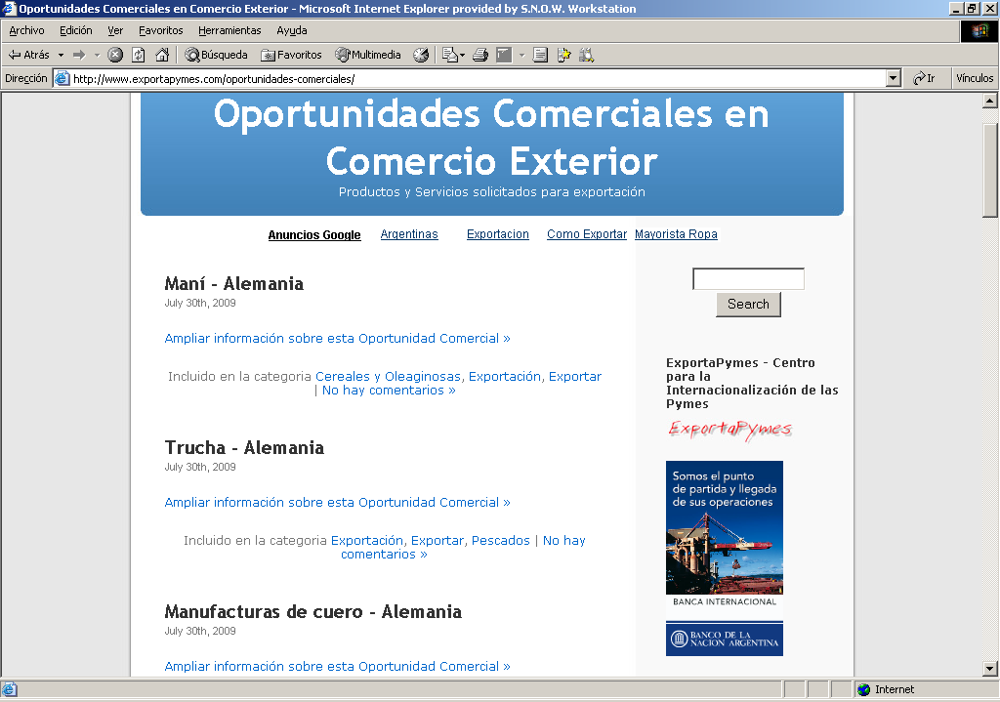 Oportunidades Comerciales en Comercio Exterior - Microsoft Internet Explorer provided by S.N.O.W. Workstation
Archivo Edición Ver Favoritos Herramientas Ayuda
Atrás Búsqueda Favoritos Multimedia
Dirección http://www.exportapymes.com/oportunidades-comerciales/ Ir Vínculos
Oportunidades Comerciales en
Comercio Exterior
Productos y Servicios solicitados para exportación
Anuncios Google Argentinas Exportacion Como Exportar Mayorista Ropa
Maní - Alemania
July 30th, 2009
Ampliar información sobre esta Oportunidad Comercial »
Incluido en la categoria Cereales y Oleaginosas, Exportación, Exportar
| No hay comentarios »
Trucha - Alemania
July 30th, 2009
Ampliar información sobre esta Oportunidad Comercial »
Incluido en la categoria Exportación, Exportar, Pescados | No hay
comentarios »
Manufacturas de cuero - Alemania
July 30th, 2009
Ampliar información sobre esta Oportunidad Comercial »
Search
ExportaPymes - Centro
para la
Internacionalización de las
Pymes
ExportaPymes
Somos el punto
de partida y llegada
de sus operaciones
BANCA INTERNACIONAL
BANCO DE LA
NACION ARGENTINA
Internet